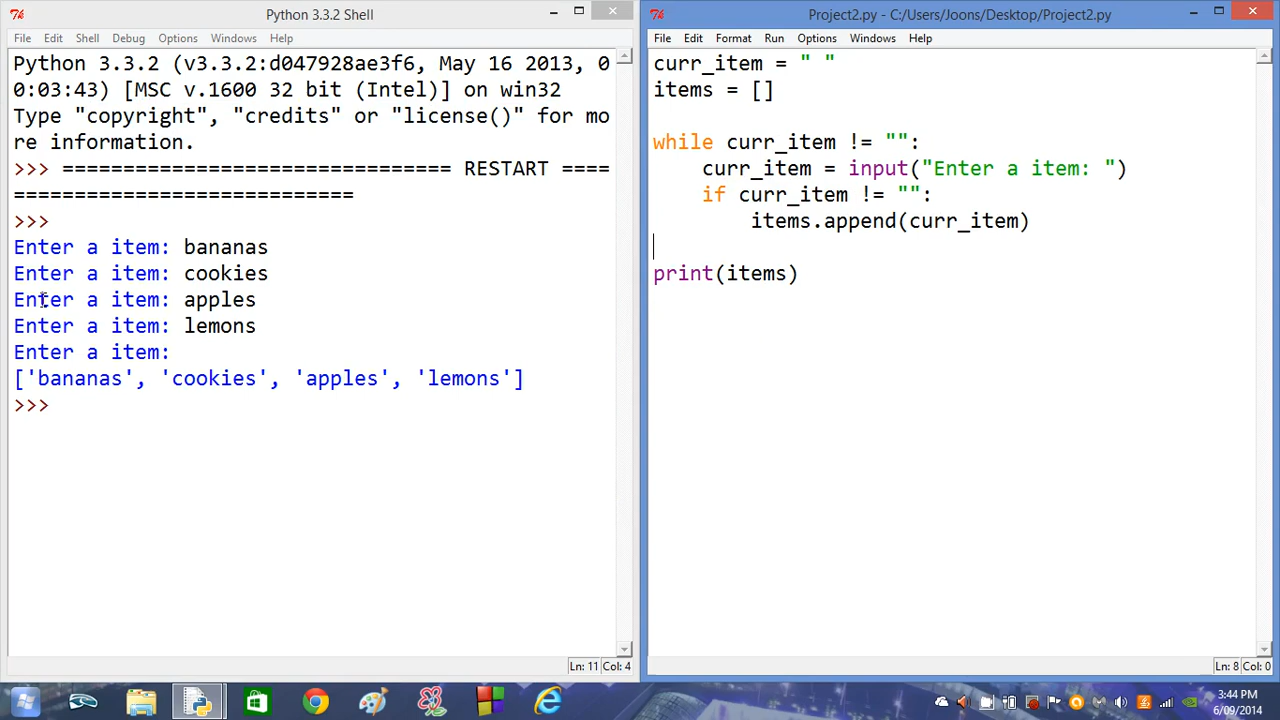 Python 3.3.2 Shell
File Edit Shell Debug Options Windows Help
Python 3.3.2 (v3.3.2:d047928ae3f6, May 16 2013, 0
0:03:43) [MSC v.1600 32 bit (Intel)] on win32
Type "copyright", "credits" or "license()" for mo
re information.
>>> ================================ RESTART ====
============================
>>>
Enter a item: bananas
Enter a item: cookies
Enter a item: apples
Enter a item: lemons
Enter a item:
['bananas', 'cookies', 'apples', 'lemons']
>>>
Ln: 11 Col: 4
Project2.py - C:/Users/Joons/Desktop/Project2.py
File Edit Format Run Options Windows Help
curr_item = " "
items = []
while curr_item != "":
    curr_item = input("Enter a item: ")
    if curr_item != "":
        items.append(curr_item)
print(items)
Ln: 8 Col: 0
3:44 PM
6/09/2014